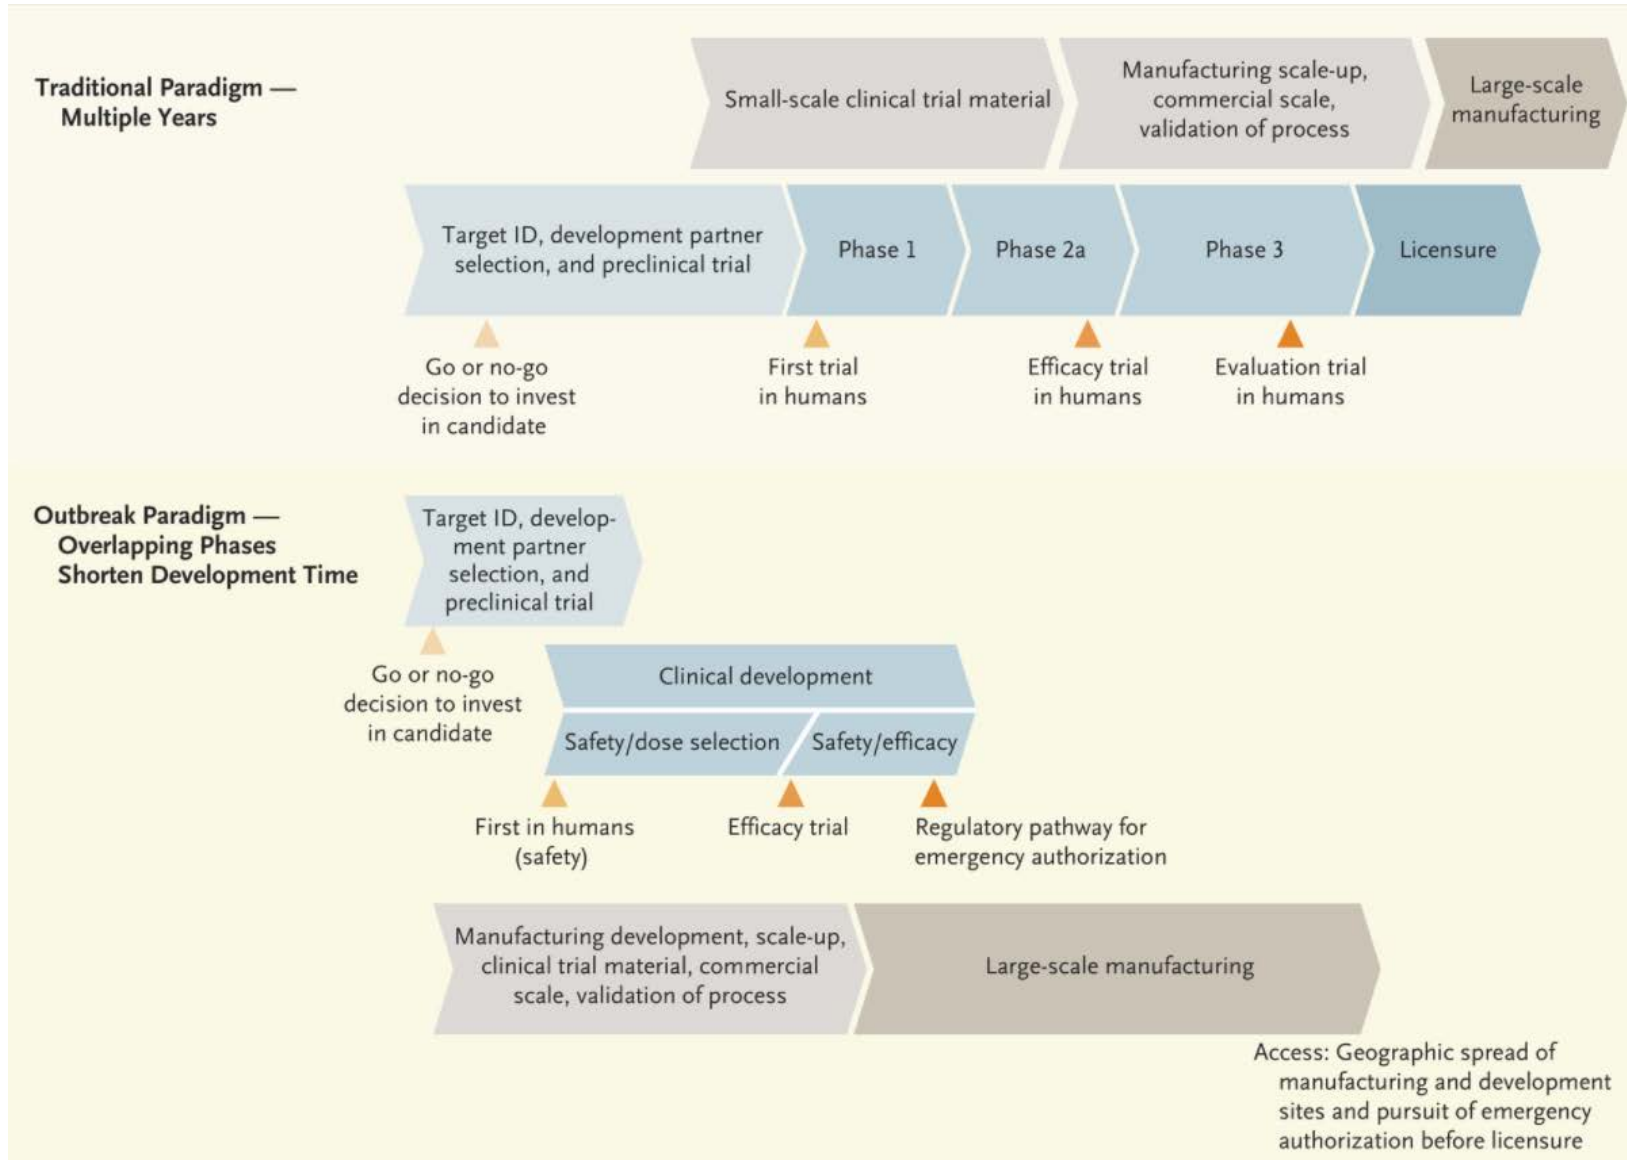 Traditional Paradigm —
Multiple Years
Small-scale clinical trial material
Manufacturing scale-up,
commercial scale,
validation of process
Large-scale
manufacturing
Target ID, development partner
selection, and preclinical trial
Phase 1
Phase 2a
Phase 3
Licensure
Go or no-go
decision to invest
in candidate
First trial
in humans
Efficacy trial
in humans
Evaluation trial
in humans
Outbreak Paradigm —
Overlapping Phases
Shorten Development Time
Target ID, develop-
ment partner
selection, and
preclinical trial
Go or no-go
decision to invest
in candidate
Clinical development
Safety/dose selection
Safety/efficacy
First in humans
(safety)
Efficacy trial
Regulatory pathway for
emergency authorization
Manufacturing development, scale-up,
clinical trial material, commercial
scale, validation of process
Large-scale manufacturing
Access: Geographic spread of
manufacturing and development
sites and pursuit of emergency
authorization before licensure